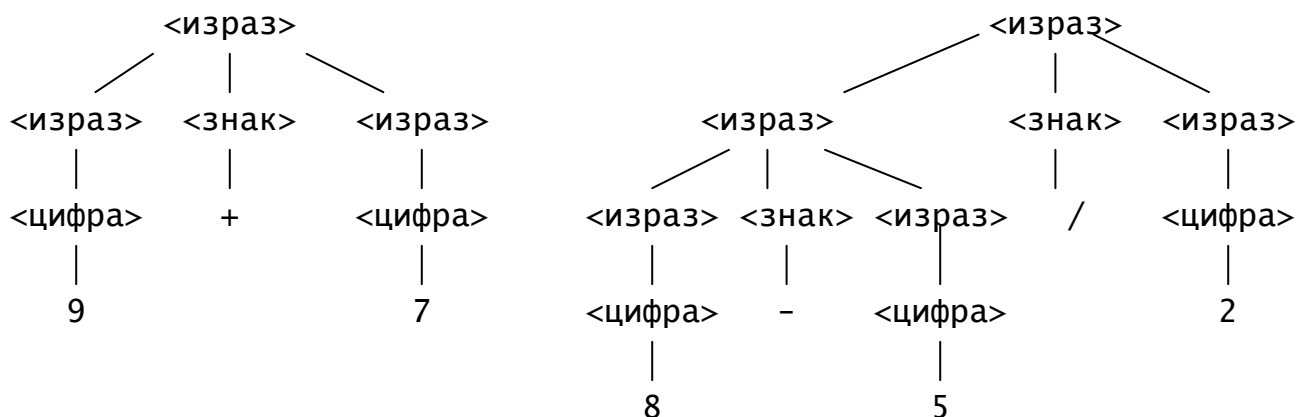 <израз> <израз>
<израз> <знак> <израз> <израз> <знак> <израз>
<цифра> + <цифра> <израз> <знак> <израз> / <цифра>
9 7 <цифра> - <цифра> 2
8 5